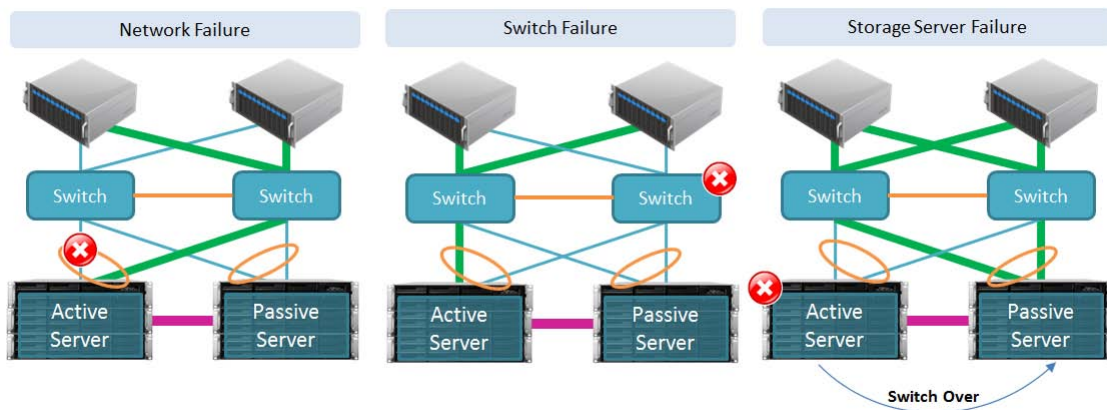 Network Failure
Switch Failure
Storage Server Failure
Switch
Switch
Switch
Switch
Switch
Switch
Active
Server
Passive
Server
Active
Server
Passive
Server
Active
Server
Passive
Server
Switch Over